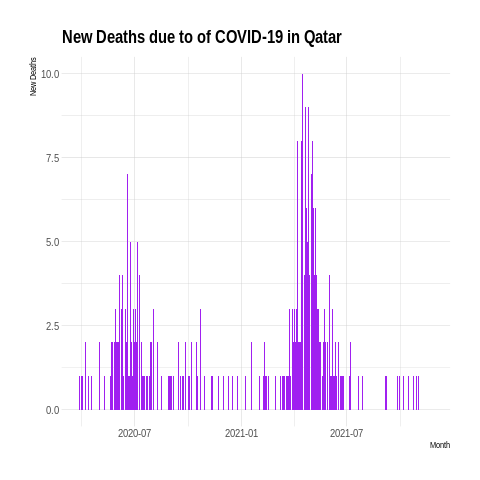 New Deaths due to of COVID-19 in Qatar
New Deaths
10.0
7.5
5.0
2.5
0.0
2020-07
2021-01
2021-07
Month